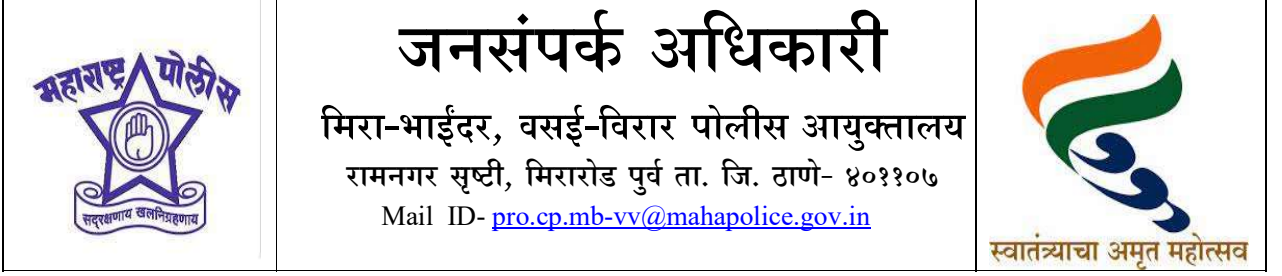 महाराष्ट्र पोलीस
सद्रक्षणाय खलनिग्रहणाय
जनसंपर्क अधिकारी
मिरा-भाईंदर, वसई-विरार पोलीस आयुक्तालय
रामनगर सृष्टी, मिरारोड पुर्व ता. जि. ठाणे- ४०११०७
Mail ID- pro.cp.mb-vv@mahapolice.gov.in
स्वातंत्र्याचा अमृत महोत्सव